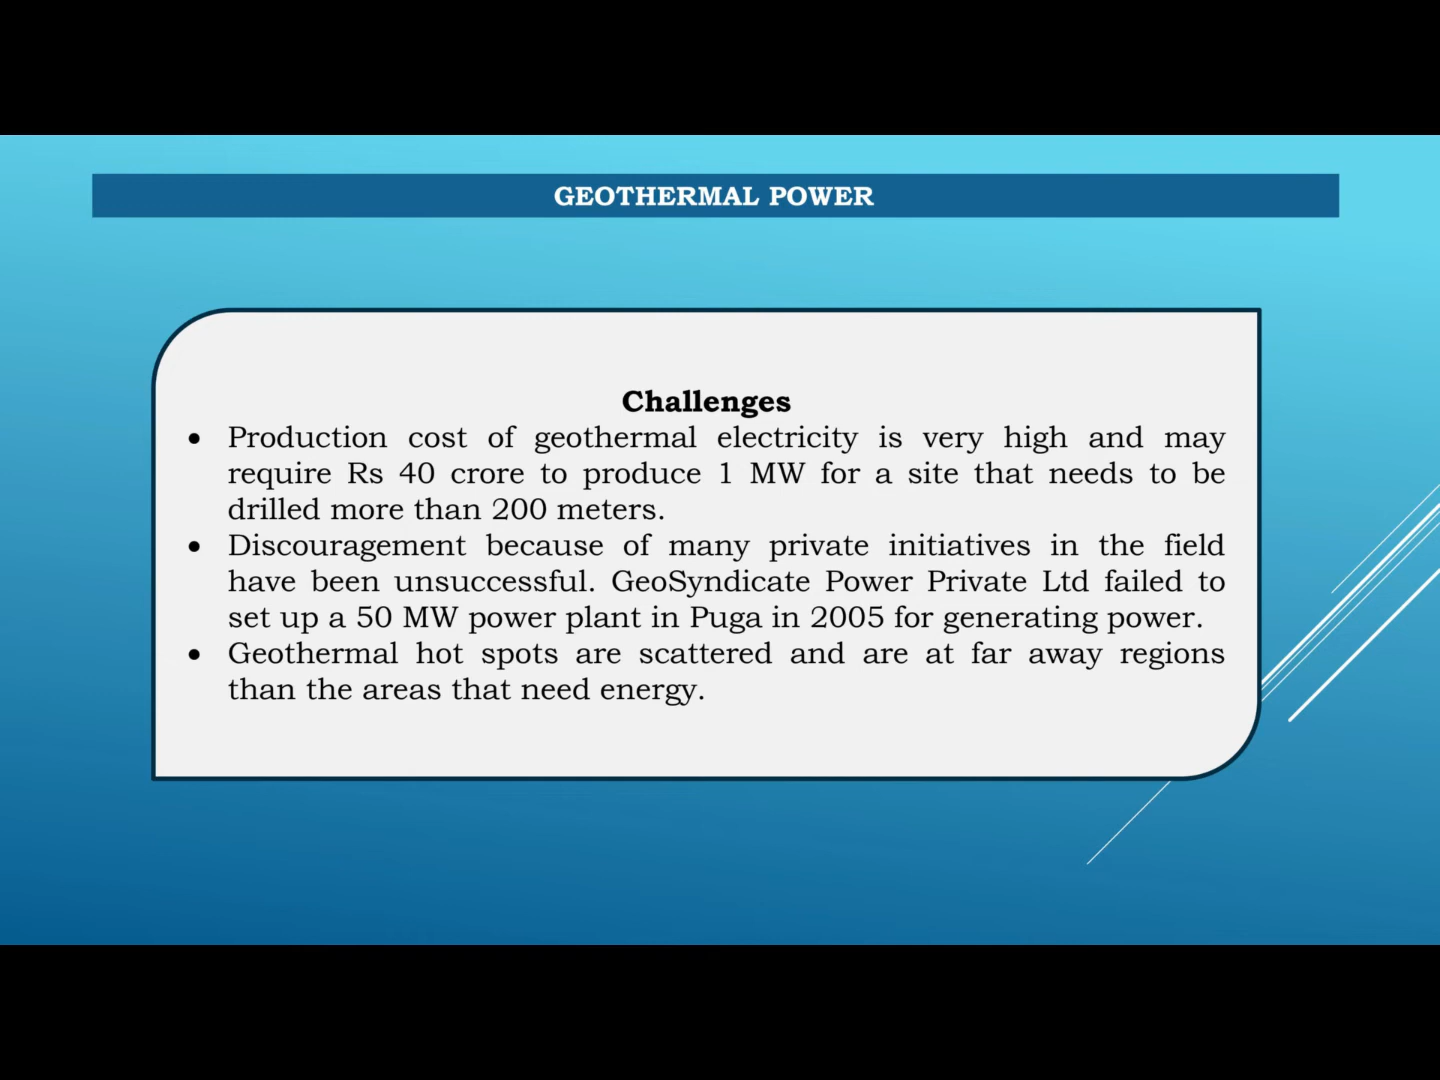 GEOTHERMAL POWER
Challenges
• Production cost of geothermal electricity is very high and may
require Rs 40 crore to produce 1 MW for a site that needs to be
drilled more than 200 meters.
• Discouragement because of many private initiatives in the field
have been unsuccessful. GeoSyndicate Power Private Ltd failed to
set up a 50 MW power plant in Puga in 2005 for generating power.
• Geothermal hot spots are scattered and are at far away regions
than the areas that need energy.